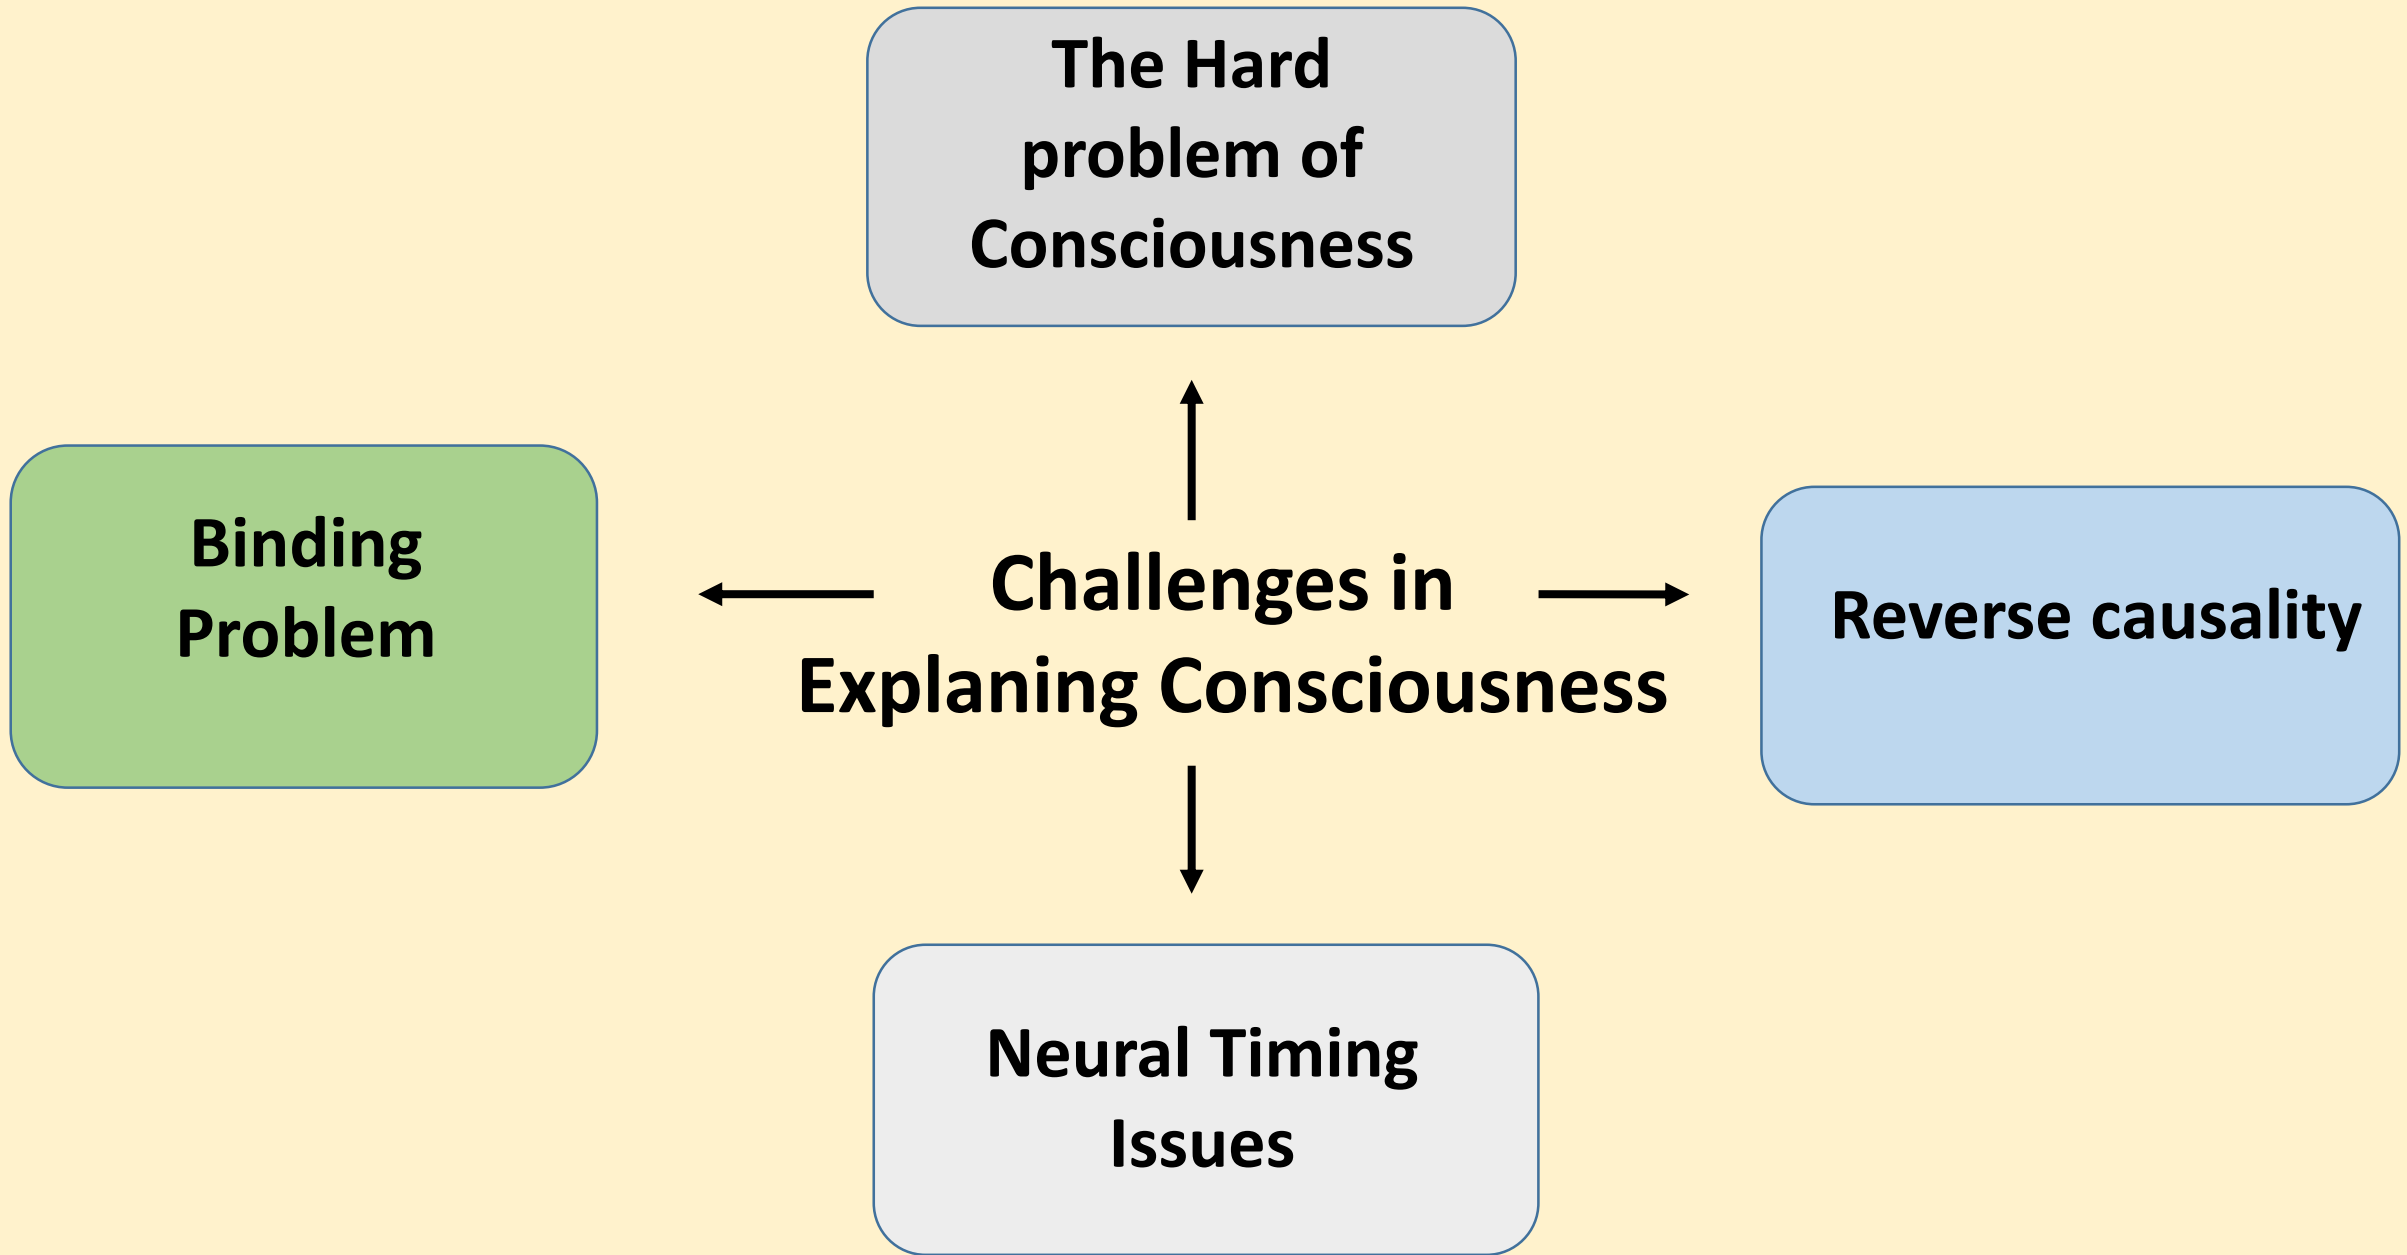 The Hard
problem of
Consciousness
Binding
Problem
Challenges in
Explaning Consciousness
Reverse causality
Neural Timing
Issues